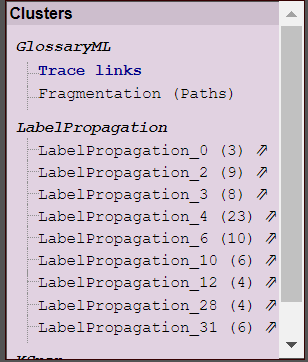 Clusters
GlossaryML
Trace links
Fragmentation (Paths)
LabelPropagation
LabelPropagation_0 (3) ⇗
LabelPropagation_2 (9) ⇗
LabelPropagation_3 (8) ⇗
LabelPropagation_4 (23) ⇗
LabelPropagation_6 (10) ⇗
LabelPropagation_10 (6) ⇗
LabelPropagation_12 (4) ⇗
LabelPropagation_28 (4) ⇗
LabelPropagation_31 (6) ⇗